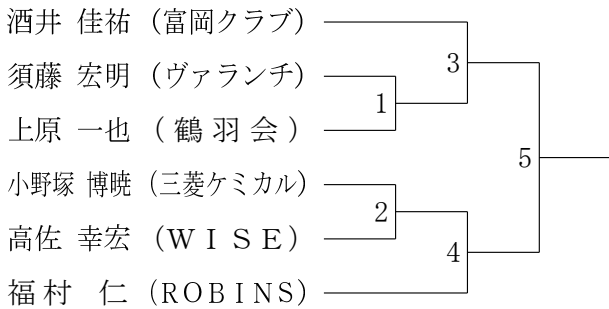 酒井 佳祐 (富岡クラブ)
須藤 宏明 (ヴァランチ)
上原 一也 (鶴羽会)
小野塚 博暁 (三菱ケミカル)
高佐 幸宏 (WISE)
福村 仁 (ROBINS)
3
1
5
2
4